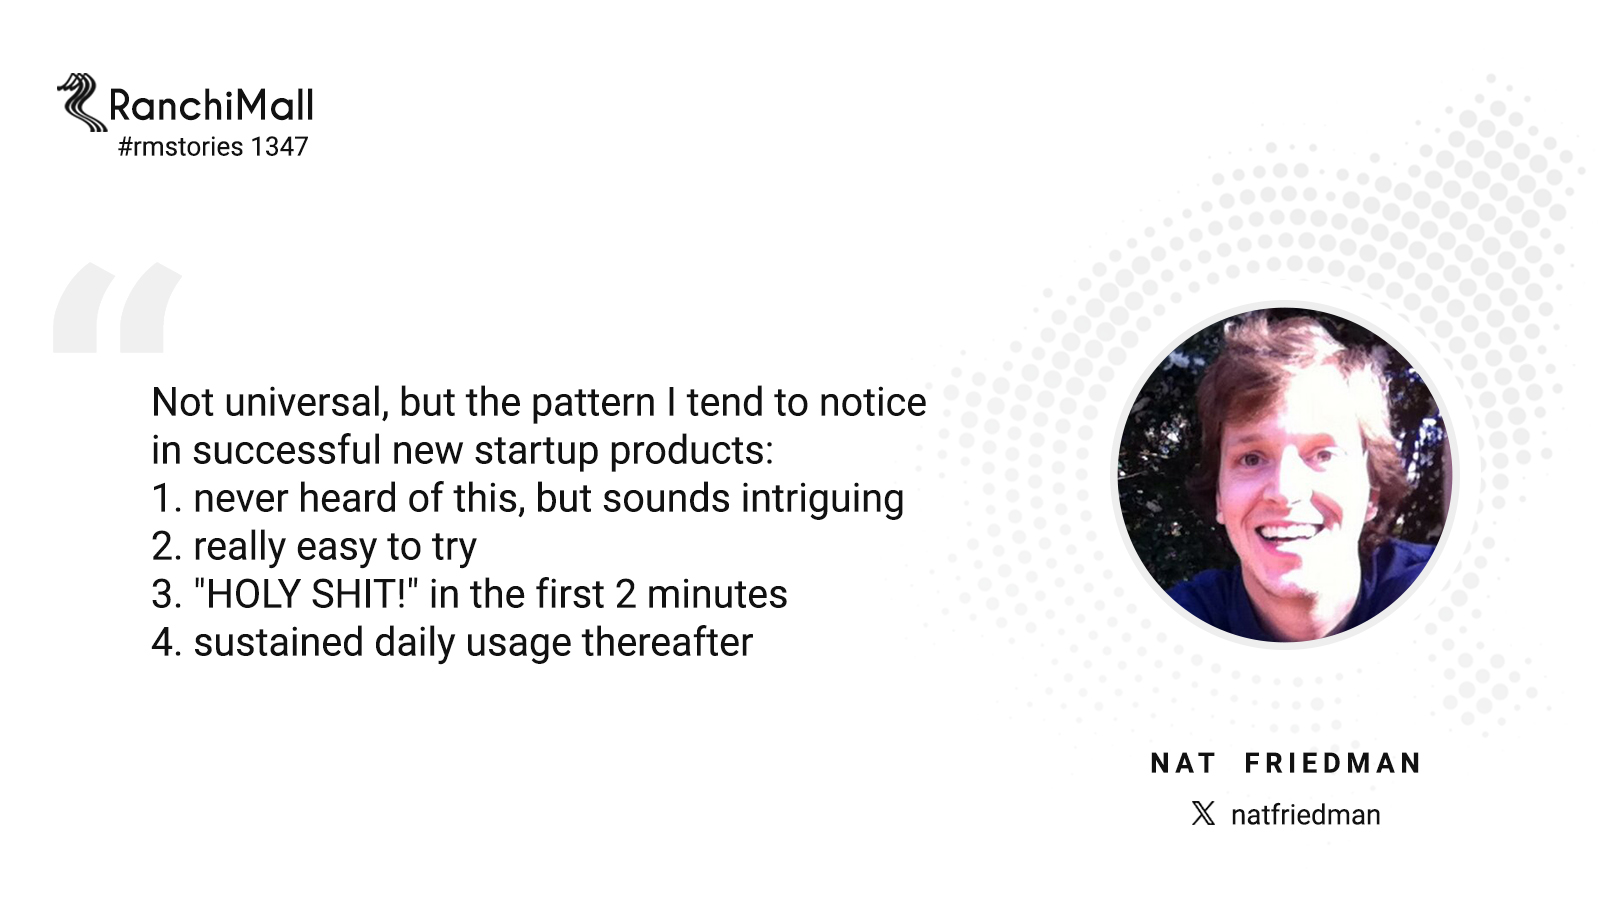 RanchiMall
#rmstories 1347
Not universal, but the pattern I tend to notice
in successful new startup products:
1. never heard of this, but sounds intriguing
2. really easy to try
3. "HOLY SHIT!" in the first 2 minutes
4. sustained daily usage thereafter
NAT FRIEDMAN
natfriedman